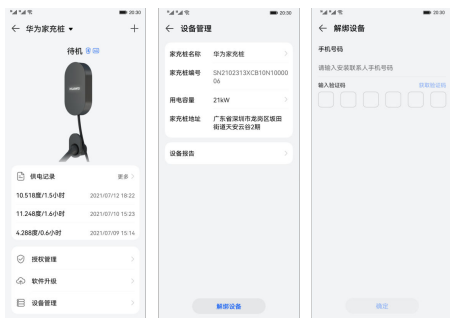 20:30
华为家充桩
待机
HUAWEI
供电记录
更多
10.518度/1.5小时 2021/07/12 18:22
11.248度/1.6小时 2021/07/10 15:23
4.288度/0.6小时 2021/07/09 15:14
授权管理
软件升级
设备管理
20:30
设备管理
家充桩名称 华为家充桩
家充桩编号 SN2102313XCB10N10000
06
用电容量 21kW
家充桩地址 广东省深圳市龙岗区坂田
街道天安云谷2期
设备报告
解绑设备
20:30
解绑设备
手机号码
请输入安装联系人手机号码
输入验证码 获取验证码
确定